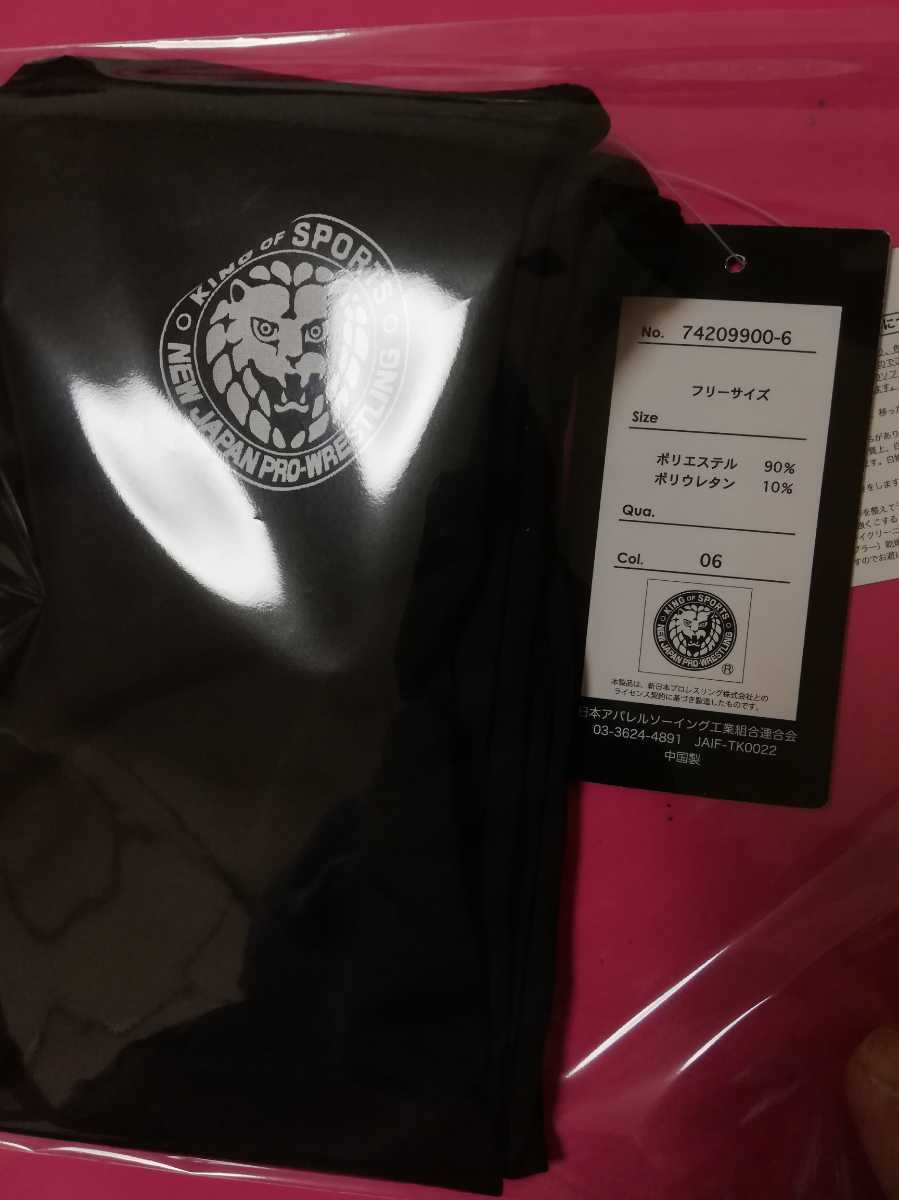 KING OF SPORTS
NEW JAPAN PRO-WRESTLING
No. 74209900-6
フリーサイズ
Size
ポリエステル 90%
ポリウレタン 10%
Qua.
Col. 06
KING OF SPORTS
NEW JAPAN PRO-WRESTLING
®
本製品は、新日本プロレスリング株式会社との
ライセンス契約に基づき製造したものです。
日本アパレルソーイング工業組合連合会
03-3624-4891 JAIF-TK0022
中国製